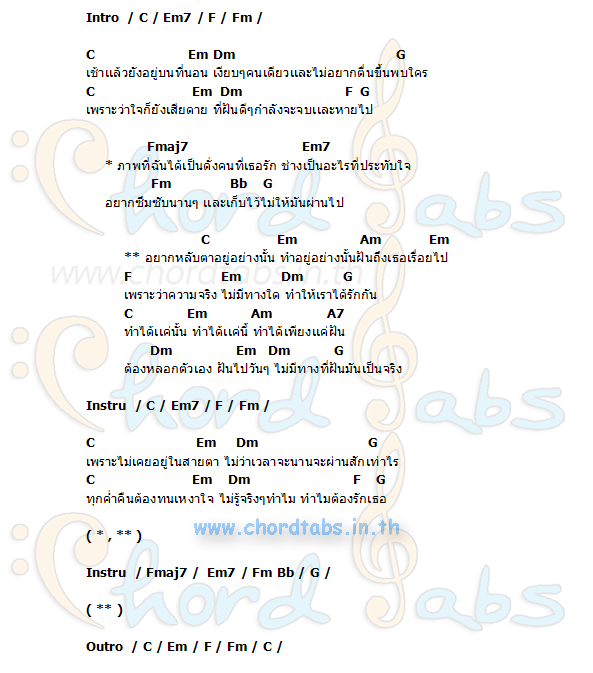 Intro / C / Em7 / F / Fm /
C Em Dm G
เช้าแล้วยังอยู่บนที่นอน เงียบๆคนเดียวและไม่อยากตื่นขึ้นพบใคร
C Em Dm F G
เพราะว่าใจก็ยังเสียดาย ที่ฝันดีๆกำลังจะจบและหายไป
Fmaj7 Em7
* ภาพที่ฉันได้เป็นดั่งคนที่เธอรัก ช่างเป็นอะไรที่ประทับใจ
Fm Bb G
อยากซึมซับนานๆ และเก็บไว้ไม่ให้มันผ่านไป
C Em Am Em
** อยากหลับตาอยู่อย่างนั้น ทำอยู่อย่างนั้นฝันถึงเธอเรื่อยไป
www.chordtabs.in.th
F Em Dm G
เพราะว่าความจริง ไม่มีทางใด ทำให้เราได้รักกัน
C Em Am A7
ทำได้แค่นั้น ทำได้แค่นี้ ทำได้เพียงแค่ฝัน
Dm Em Dm G
ต้องหลอกตัวเอง ฝันไปวันๆ ไม่มีทางที่ฝันมันเป็นจริง
Instru / C / Em7 / F / Fm /
C Em Dm G
เพราะไม่เคยอยู่ในสายตา ไม่ว่าเวลาจะนานจะผ่านสักเท่าไร
C Em Dm F G
ทุกค่ำคืนต้องทนเหงาใจ ไม่รู้จริงๆทำไม ทำไมต้องรักเธอ
www.chordtabs.in.th
( * , ** )
Instru / Fmaj7 / Em7 / Fm Bb / G /
( ** )
Outro / C / Em / F / Fm / C /